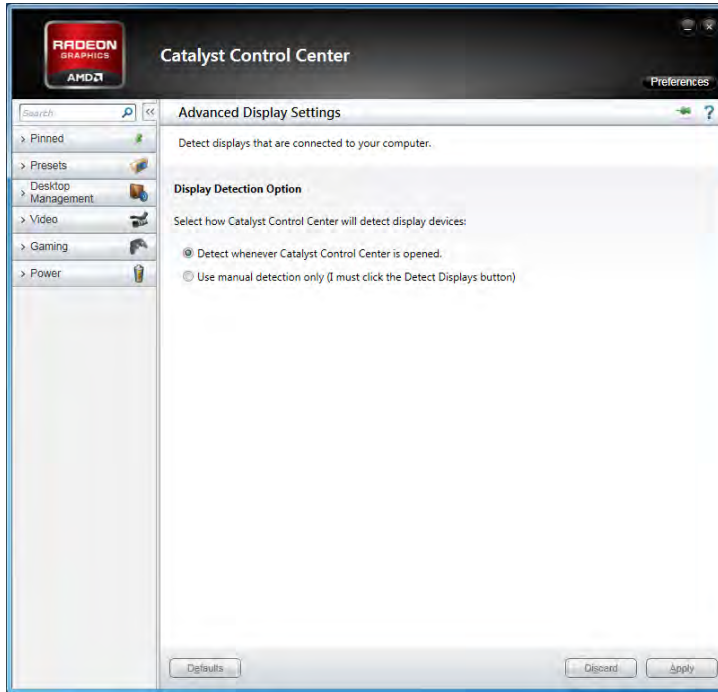 RADEON
GRAPHICS
AMD
Catalyst Control Center
Preferences
Search
<<
Advanced Display Settings
?
> Pinned
Detect displays that are connected to your computer.
> Presets
> Desktop
Management
Display Detection Option
> Video
Select how Catalyst Control Center will detect display devices:
> Gaming
Detect whenever Catalyst Control Center is opened.
> Power
Use manual detection only (I must click the Detect Displays button)
Defaults
Discard
Apply